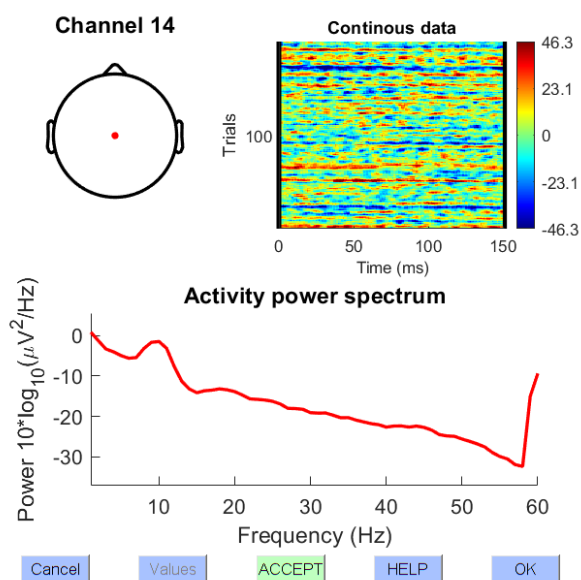 Channel 14
Continous data
Trials
100
0
50
100
150
Time (ms)
46.3
23.1
0
-23.1
-46.3
Activity power spectrum
Power 10*log10(μV2/Hz)
0
-10
-20
-30
10
20
30
40
50
60
Frequency (Hz)
Cancel
Values
ACCEPT
HELP
OK